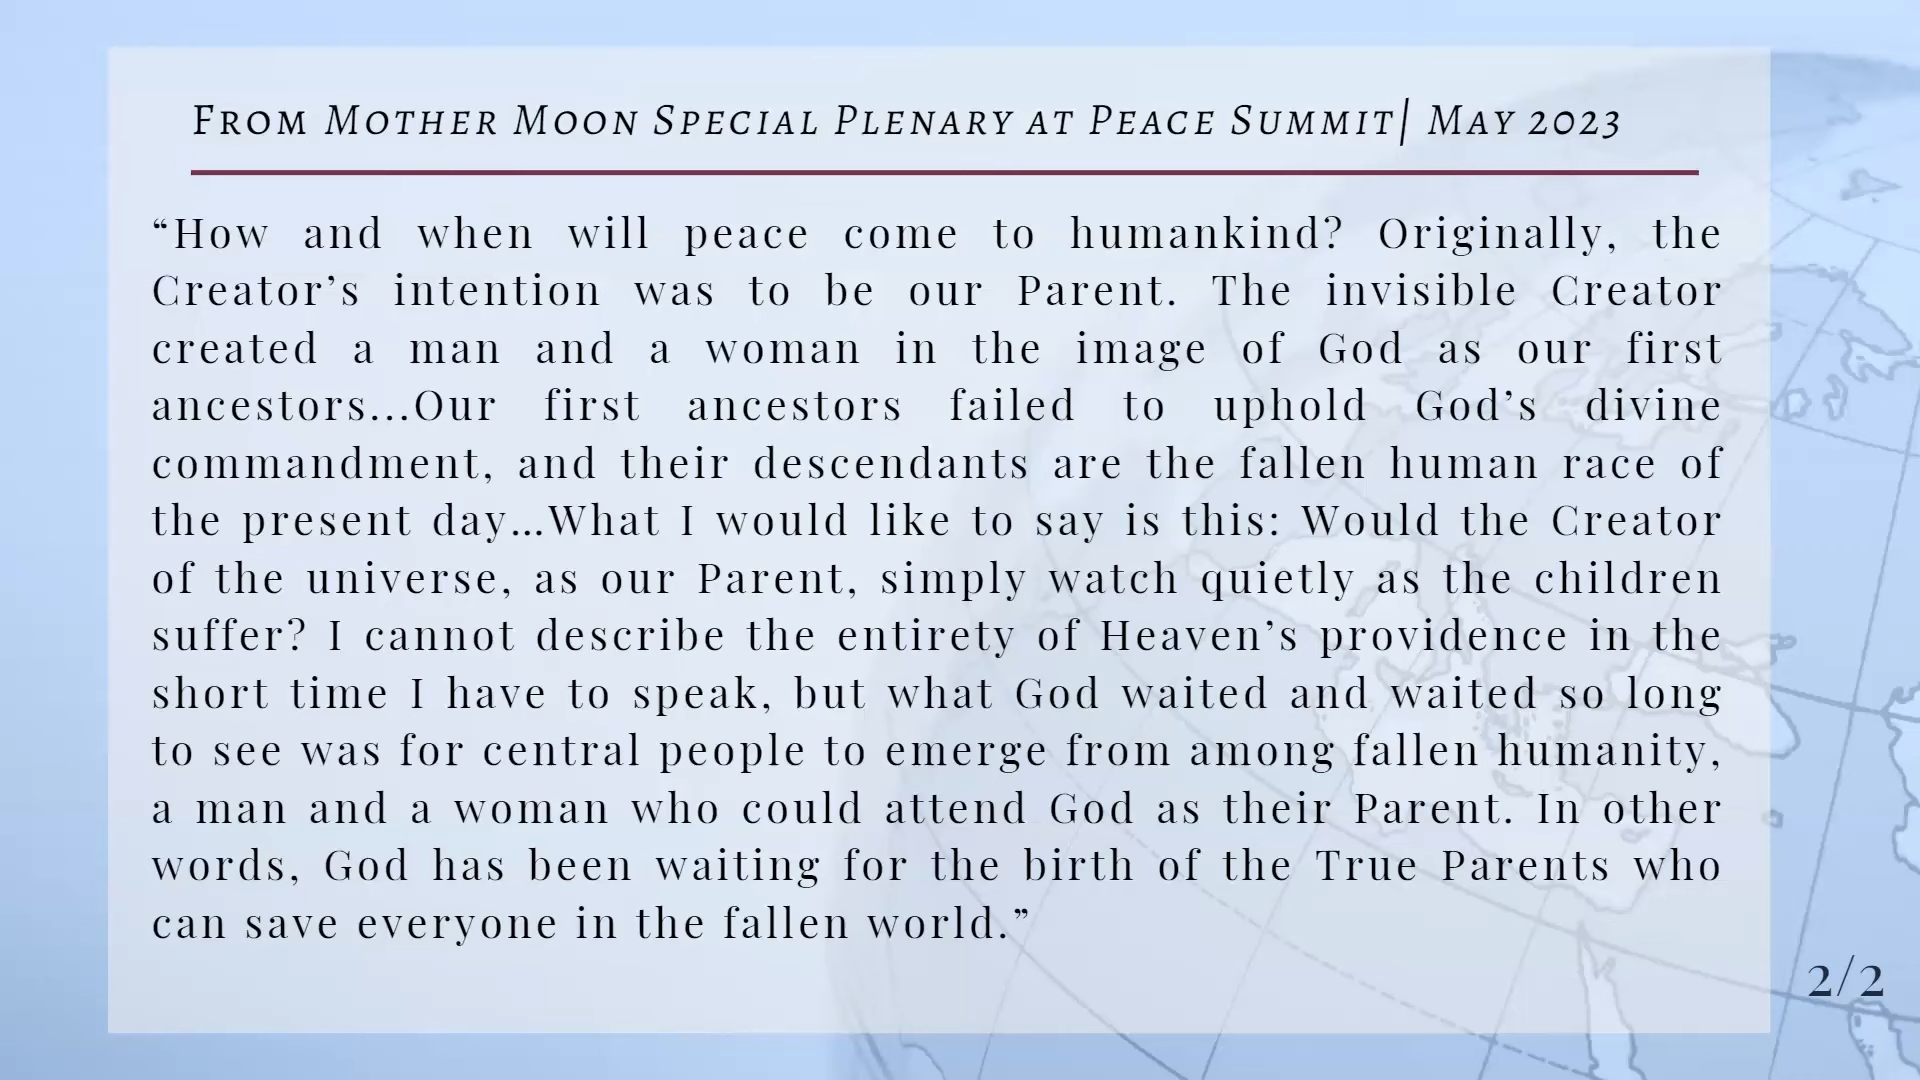 From Mother Moon Special Plenary at Peace Summit| May 2023
“How and when will peace come to humankind? Originally, the
Creator’s intention was to be our Parent. The invisible Creator
created a man and a woman in the image of God as our first
ancestors...Our first ancestors failed to uphold God’s divine
commandment, and their descendants are the fallen human race of
the present day...What I would like to say is this: Would the Creator
of the universe, as our Parent, simply watch quietly as the children
suffer? I cannot describe the entirety of Heaven’s providence in the
short time I have to speak, but what God waited and waited so long
to see was for central people to emerge from among fallen humanity,
a man and a woman who could attend God as their Parent. In other
words, God has been waiting for the birth of the True Parents who
can save everyone in the fallen world.”
2/2